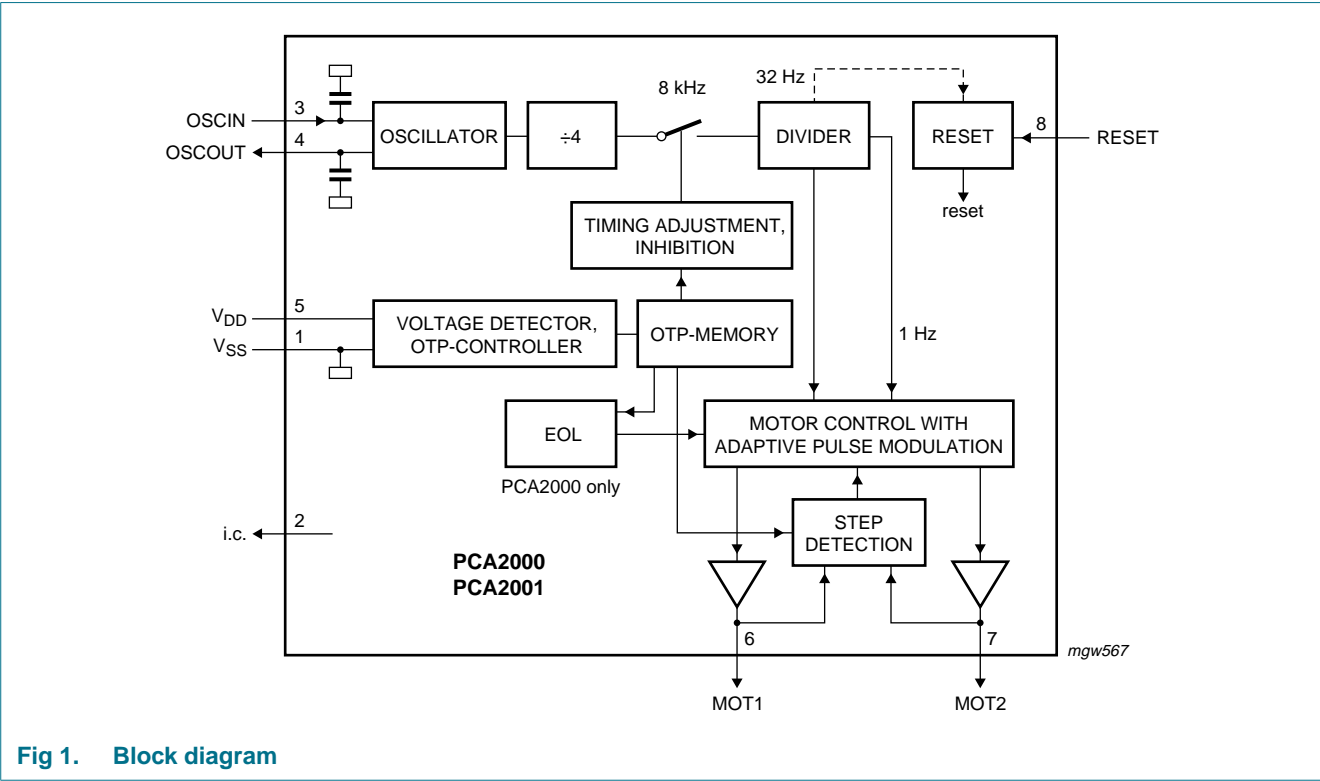 8 kHz
32 Hz
3
OSCIN
4
OSCOUT
OSCILLATOR
÷4
DIVIDER
RESET
8
RESET
reset
TIMING ADJUSTMENT,
INHIBITION
5
VDD
1
VSS
VOLTAGE DETECTOR,
OTP-CONTROLLER
OTP-MEMORY
1 Hz
EOL
PCA2000 only
MOTOR CONTROL WITH
ADAPTIVE PULSE MODULATION
2
i.c.
STEP
DETECTION
PCA2000
PCA2001
6
7
mgw567
MOT1
MOT2
Fig 1. Block diagram